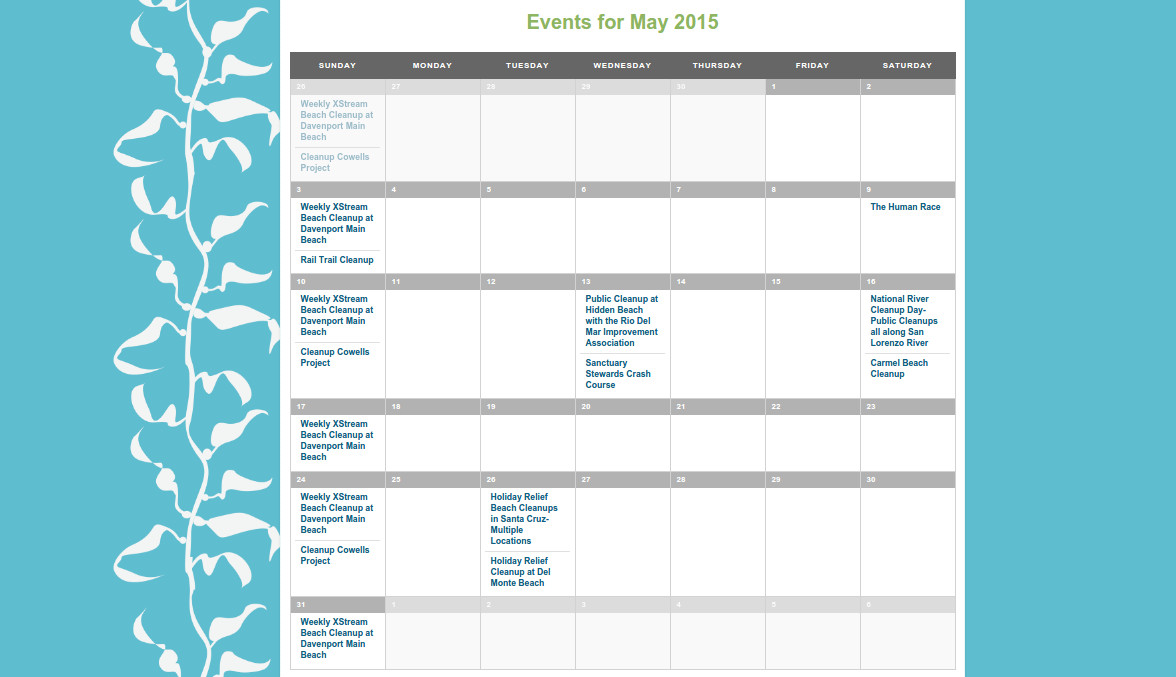 Events for May 2015
SUNDAY MONDAY TUESDAY WEDNESDAY THURSDAY FRIDAY SATURDAY
26 27 28 29 30 1 2
Weekly XStream
Beach Cleanup at
Davenport Main
Beach
Cleanup Cowells
Project
3 4 5 6 7 8 9
Weekly XStream
Beach Cleanup at
Davenport Main
Beach
Rail Trail Cleanup
The Human Race
10 11 12 13 14 15 16
Weekly XStream
Beach Cleanup at
Davenport Main
Beach
Cleanup Cowells
Project
Public Cleanup at
Hidden Beach
with the Rio Del
Mar Improvement
Association
Sanctuary
Stewards Crash
Course
National River
Cleanup Day-
Public Cleanups
all along San
Lorenzo River
Carmel Beach
Cleanup
17 18 19 20 21 22 23
Weekly XStream
Beach Cleanup at
Davenport Main
Beach
24 25 26 27 28 29 30
Weekly XStream
Beach Cleanup at
Davenport Main
Beach
Cleanup Cowells
Project
Holiday Relief
Beach Cleanups
in Santa Cruz-
Multiple
Locations
Holiday Relief
Cleanup at Del
Monte Beach
31 1 2 3 4 5 6
Weekly XStream
Beach Cleanup at
Davenport Main
Beach